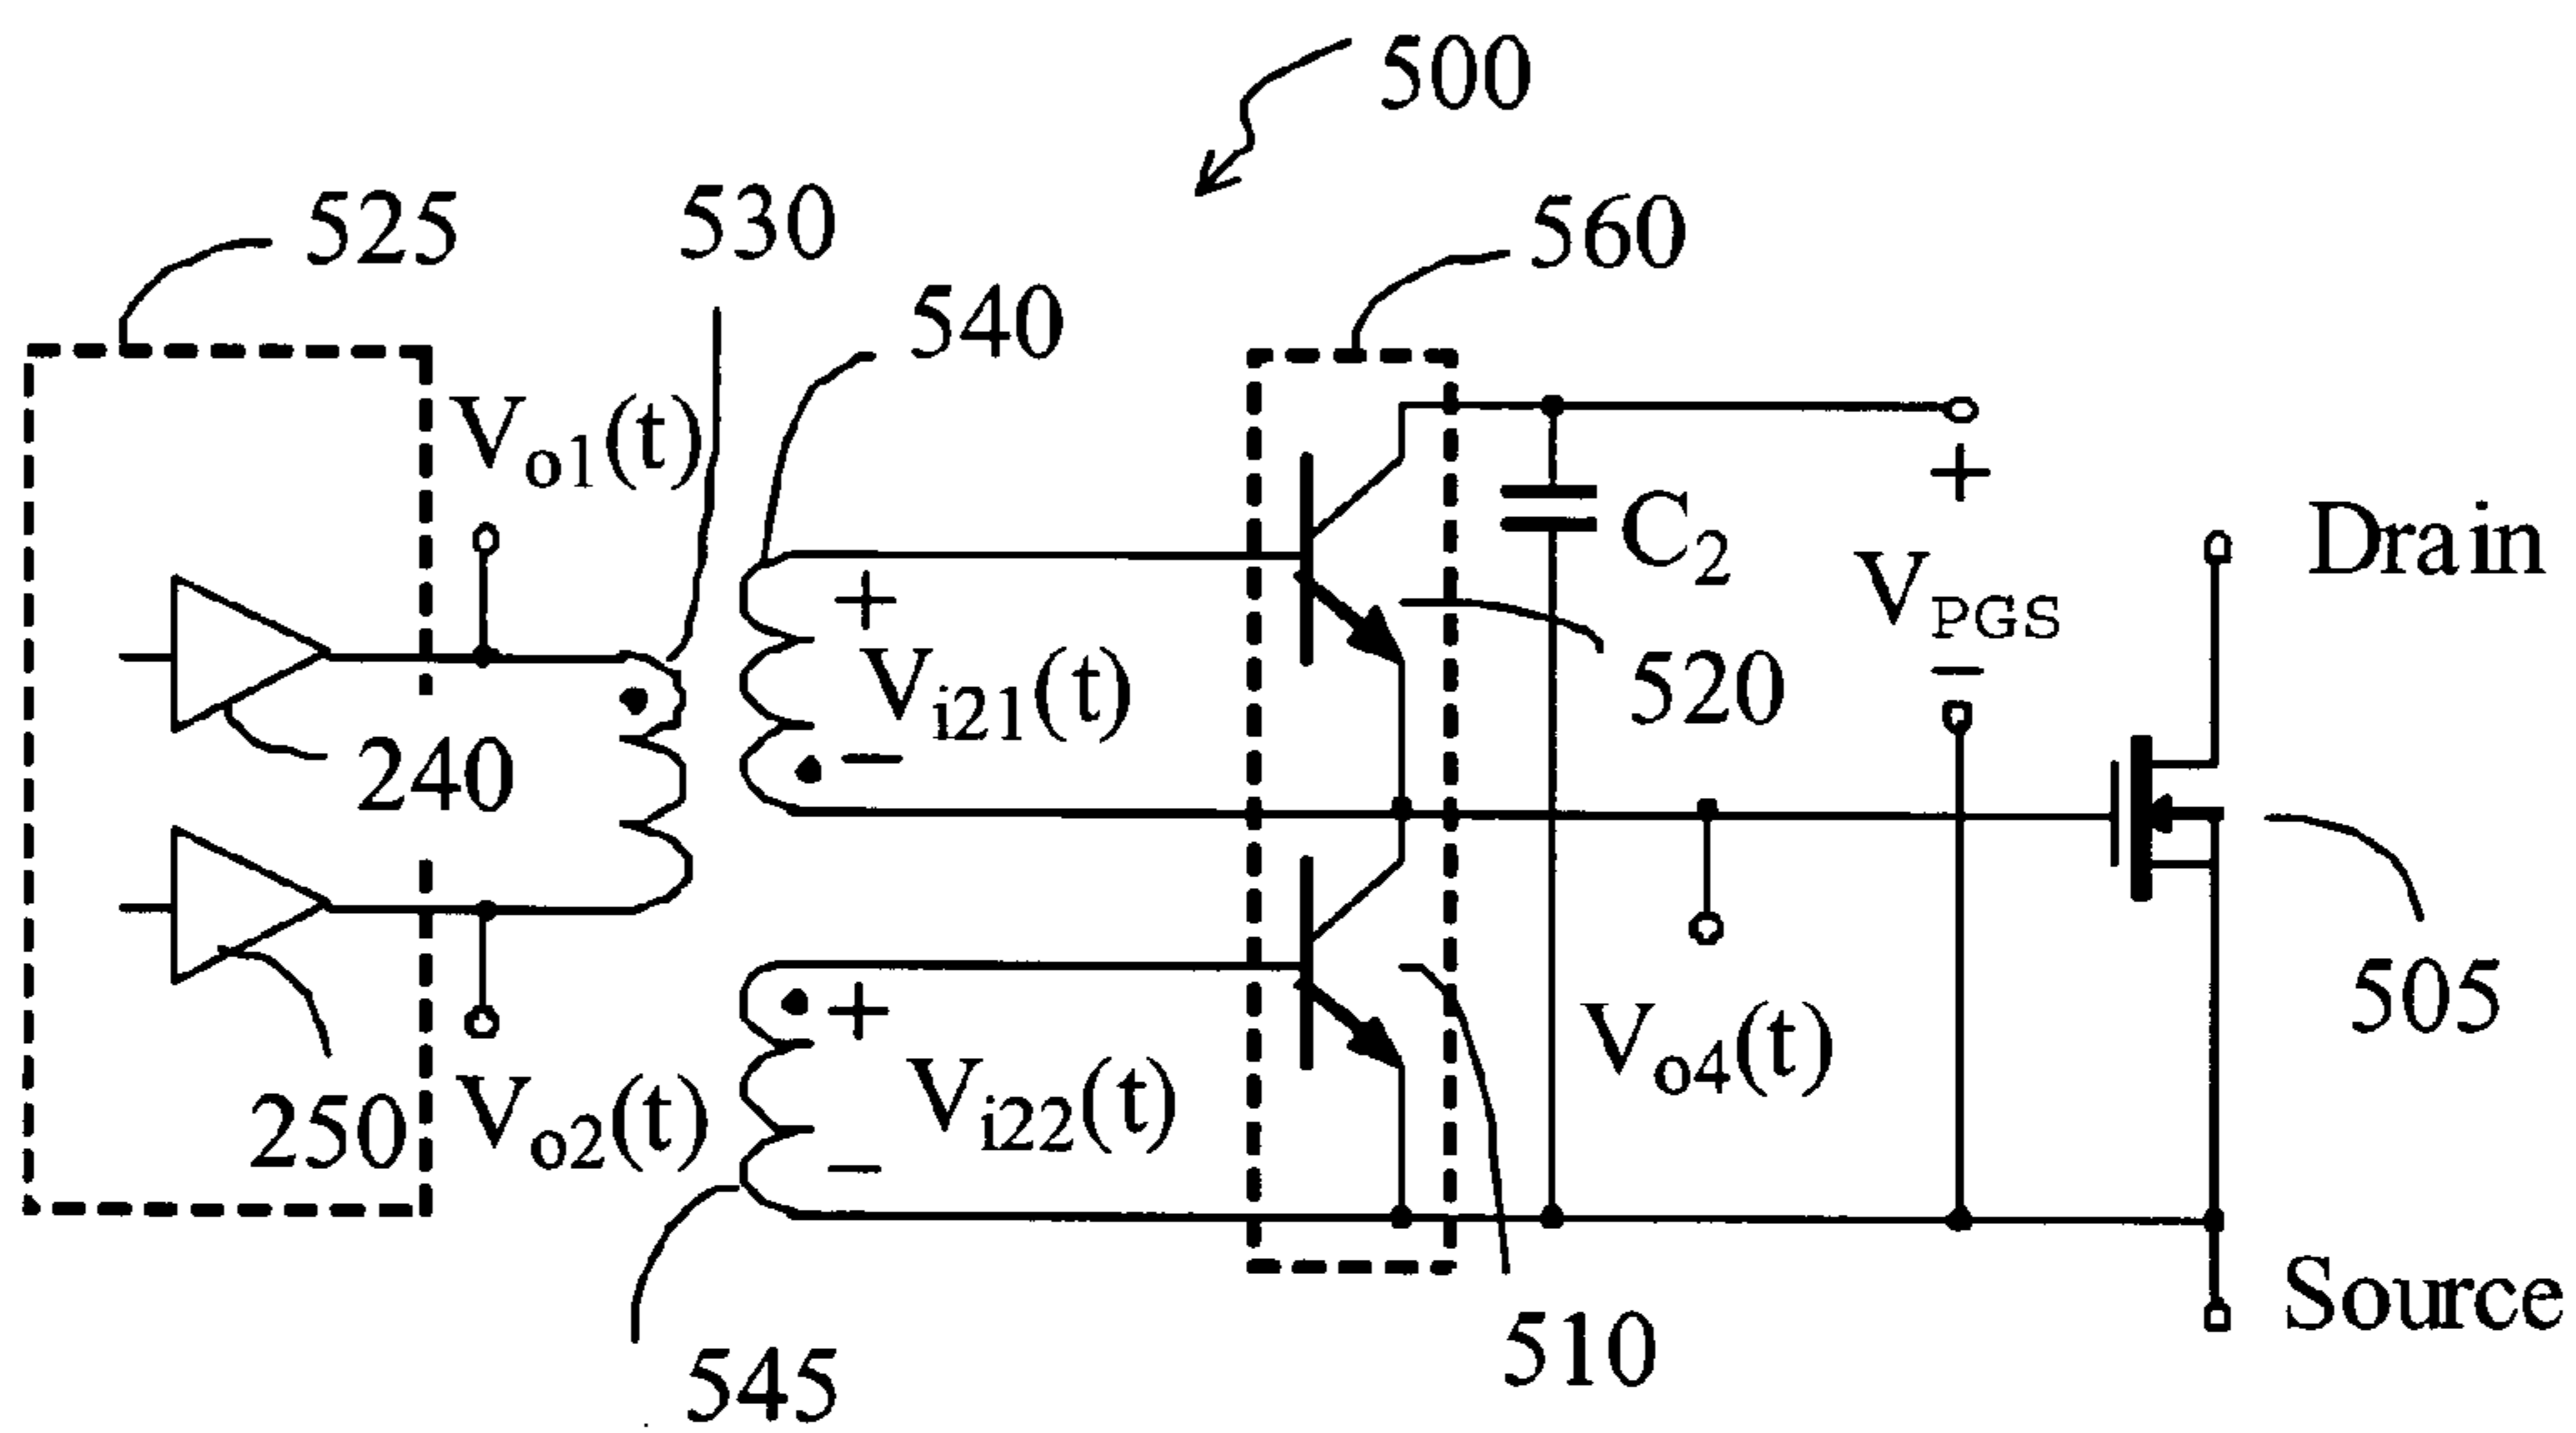 500
525
530
560
540
Vo1(t)
+
C2
Drain
+
VPGS
Vi21(t)
−
520
240
−
505
+
Vo4(t)
250
Vo2(t)
Vi22(t)
−
Source
510
545